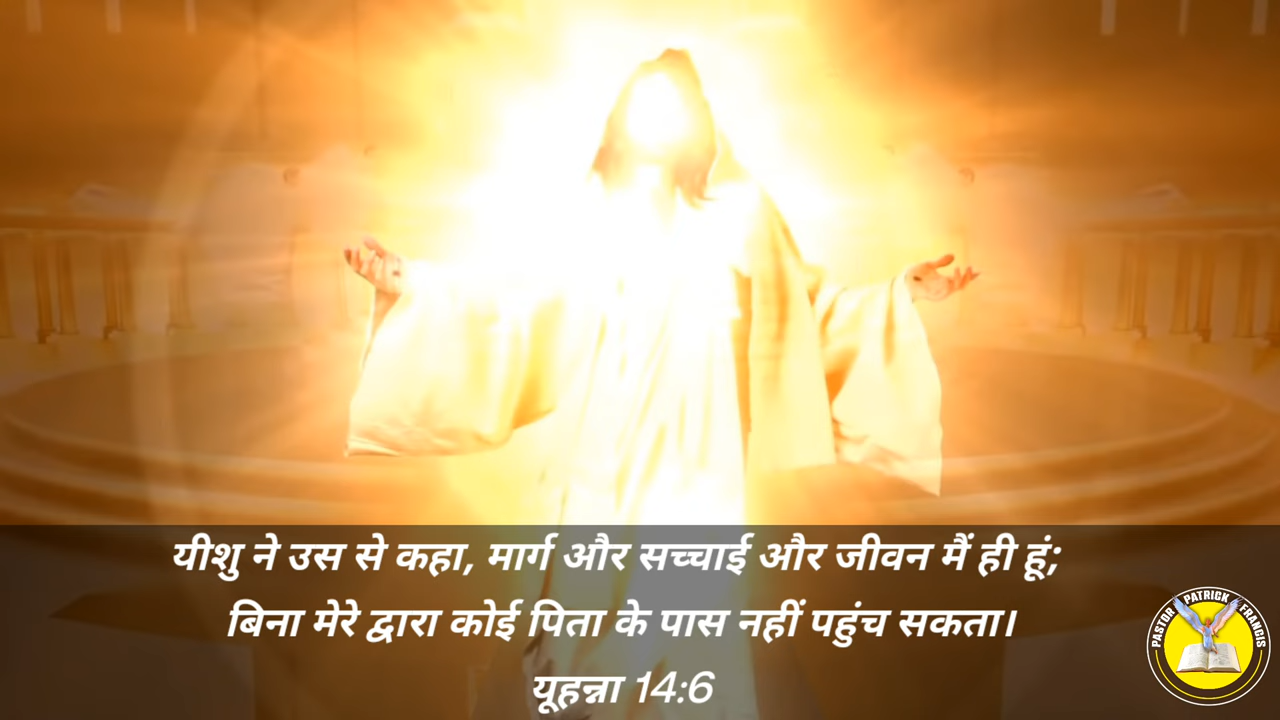 यीशु ने उस से कहा, मार्ग और सच्चाई और जीवन मैं ही हूं;
बिना मेरे द्वारा कोई पिता के पास नहीं पहुंच सकता।
यूहन्ना 14:6
PASTOR PATRICK FRANCIS